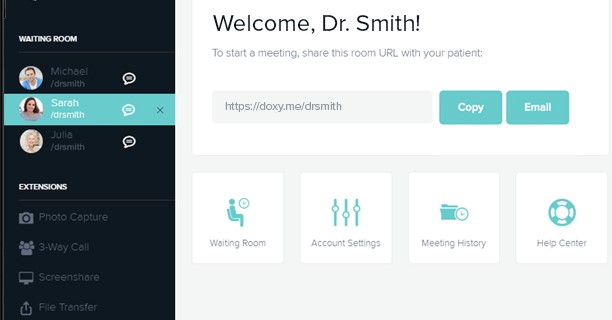 WAITING ROOM
Michael
/drsmith
Sarah
/drsmith
Julia
/drsmith
EXTENSIONS
Photo Capture
3-Way Call
Screenshare
File Transfer
Welcome, Dr. Smith!
To start a meeting, share this room URL with your patient:
https://doxy.me/drsmith
Copy
Email
Waiting Room
Account Settings
Meeting History
Help Center